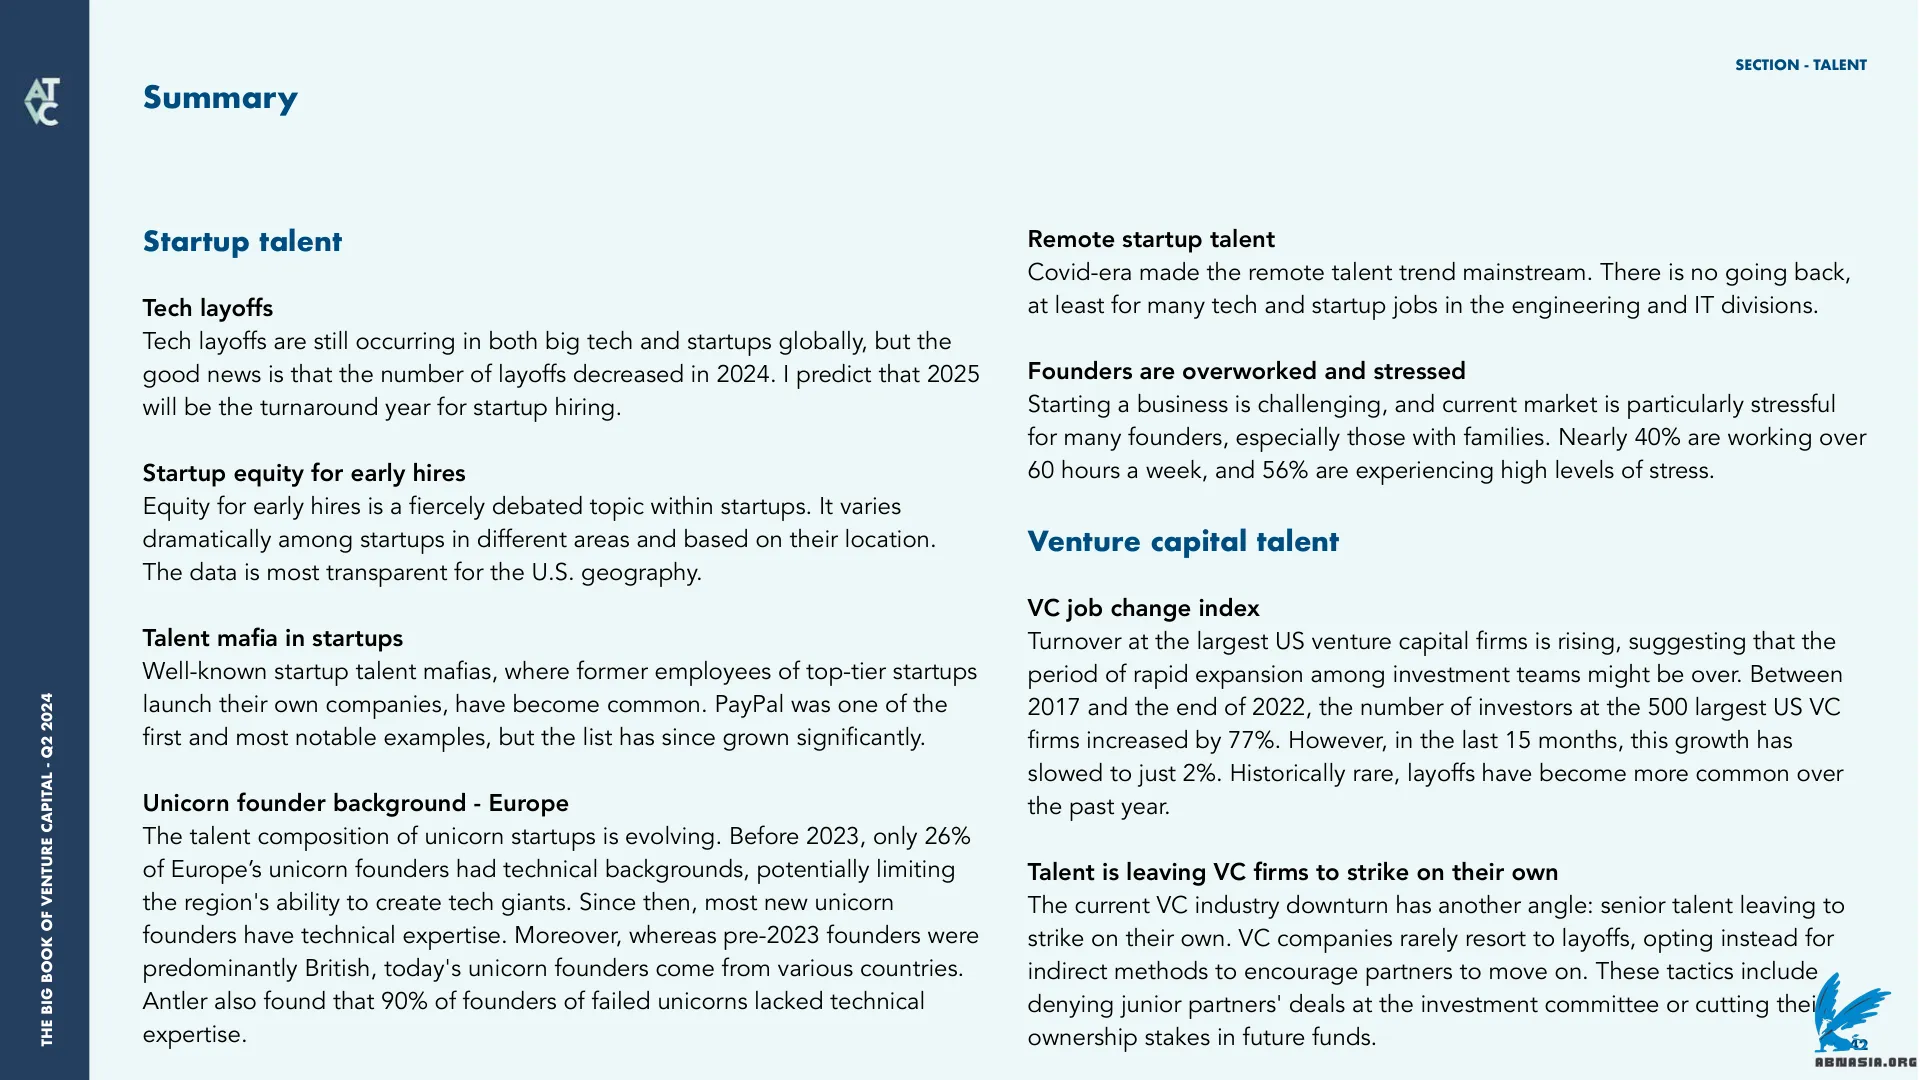 SECTION - TALENT
AT
VC
Summary
Startup talent
Tech layoffs
Tech layoffs are still occurring in both big tech and startups globally, but the
good news is that the number of layoffs decreased in 2024. I predict that 2025
will be the turnaround year for startup hiring.
Startup equity for early hires
Equity for early hires is a fiercely debated topic within startups. It varies
dramatically among startups in different areas and based on their location.
The data is most transparent for the U.S. geography.
Talent mafia in startups
Well-known startup talent mafias, where former employees of top-tier startups
launch their own companies, have become common. PayPal was one of the
first and most notable examples, but the list has since grown significantly.
Unicorn founder background - Europe
The talent composition of unicorn startups is evolving. Before 2023, only 26%
of Europe’s unicorn founders had technical backgrounds, potentially limiting
the region's ability to create tech giants. Since then, most new unicorn
founders have technical expertise. Moreover, whereas pre-2023 founders were
predominantly British, today's unicorn founders come from various countries.
Antler also found that 90% of founders of failed unicorns lacked technical
expertise.
Remote startup talent
Covid-era made the remote talent trend mainstream. There is no going back,
at least for many tech and startup jobs in the engineering and IT divisions.
Founders are overworked and stressed
Starting a business is challenging, and current market is particularly stressful
for many founders, especially those with families. Nearly 40% are working over
60 hours a week, and 56% are experiencing high levels of stress.
Venture capital talent
VC job change index
Turnover at the largest US venture capital firms is rising, suggesting that the
period of rapid expansion among investment teams might be over. Between
2017 and the end of 2022, the number of investors at the 500 largest US VC
firms increased by 77%. However, in the last 15 months, this growth has
slowed to just 2%. Historically rare, layoffs have become more common over
the past year.
Talent is leaving VC firms to strike on their own
The current VC industry downturn has another angle: senior talent leaving to
strike on their own. VC companies rarely resort to layoffs, opting instead for
indirect methods to encourage partners to move on. These tactics include
denying junior partners' deals at the investment committee or cutting their
ownership stakes in future funds.
THE BIG BOOK OF VENTURE CAPITAL - Q2 2024
42
ABNASIA.ORG